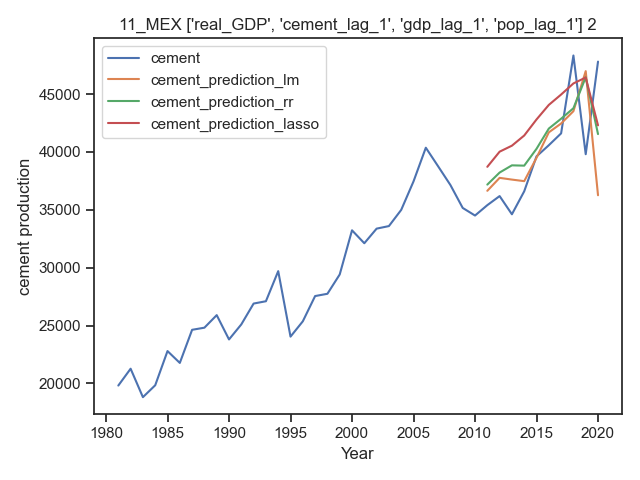 11_MEX ['real_GDP', 'cement_lag_1', 'gdp_lag_1', 'pop_lag_1'] 2
cement
cement_prediction_lm
cement_prediction_rr
cement_prediction_lasso
cement production
45000
40000
35000
30000
25000
20000
1980 1985 1990 1995 2000 2005 2010 2015 2020
Year